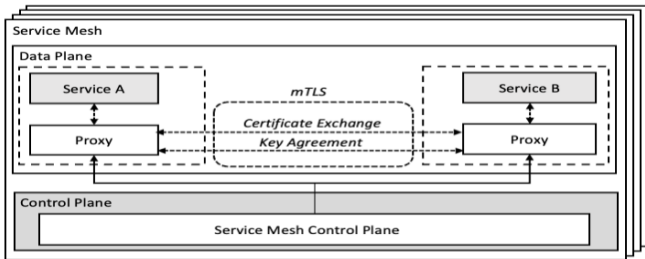 Service Mesh
Data Plane
Service A
mTLS
Service B
Certificate Exchange
Proxy
Key Agreement
Proxy
Control Plane
Service Mesh Control Plane